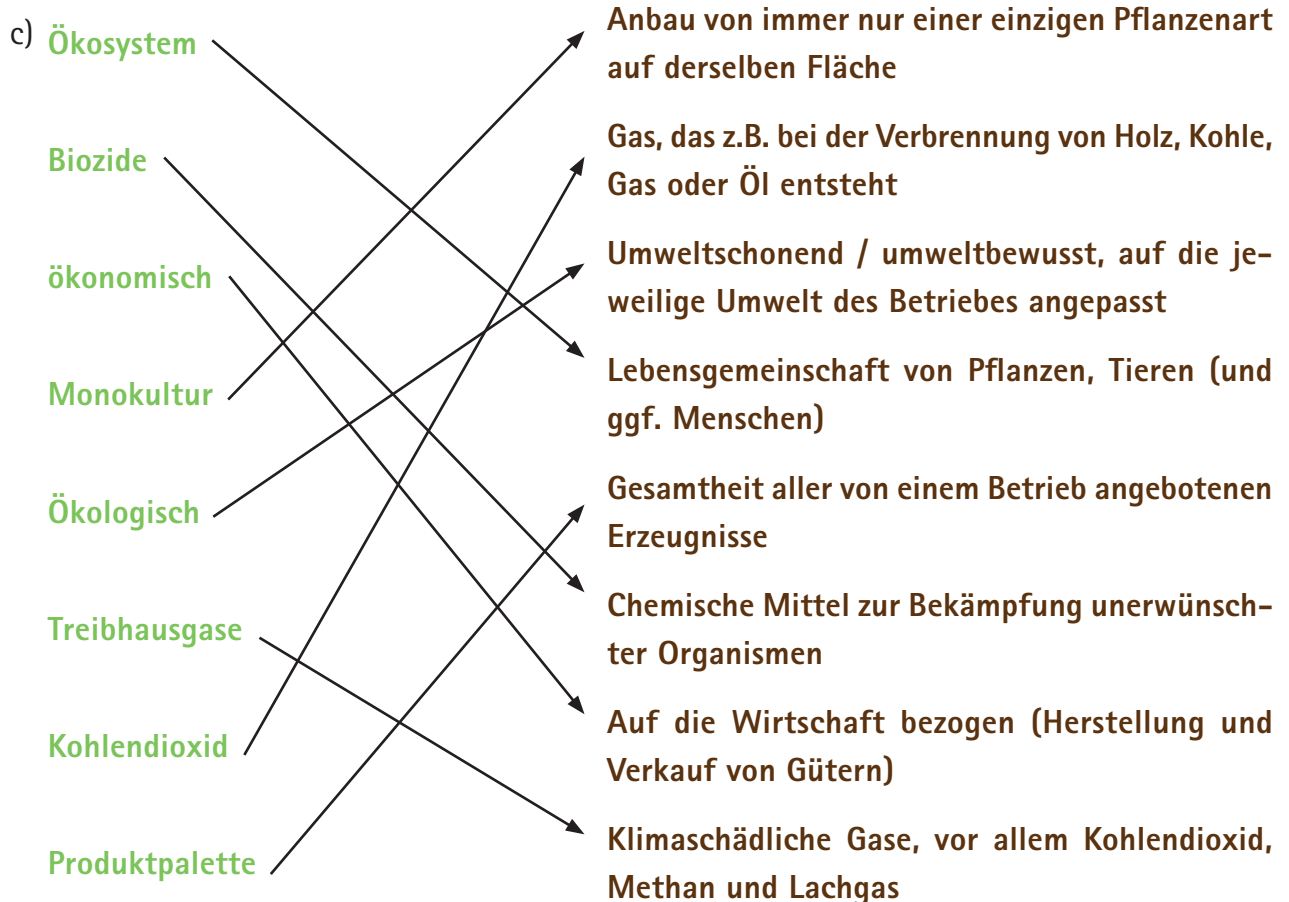 c) Ökosystem
Biozide
ökonomisch
Monokultur
Ökologisch
Treibhausgase
Kohlendioxid
Produktpalette
Anbau von immer nur einer einzigen Pflanzenart
auf derselben Fläche
Gas, das z.B. bei der Verbrennung von Holz, Kohle,
Gas oder Öl entsteht
Umweltschonend / umweltbewusst, auf die je-
weilige Umwelt des Betriebes angepasst
Lebensgemeinschaft von Pflanzen, Tieren (und
ggf. Menschen)
Gesamtheit aller von einem Betrieb angebotenen
Erzeugnisse
Chemische Mittel zur Bekämpfung unerwünsch-
ter Organismen
Auf die Wirtschaft bezogen (Herstellung und
Verkauf von Gütern)
Klimaschädliche Gase, vor allem Kohlendioxid,
Methan und Lachgas